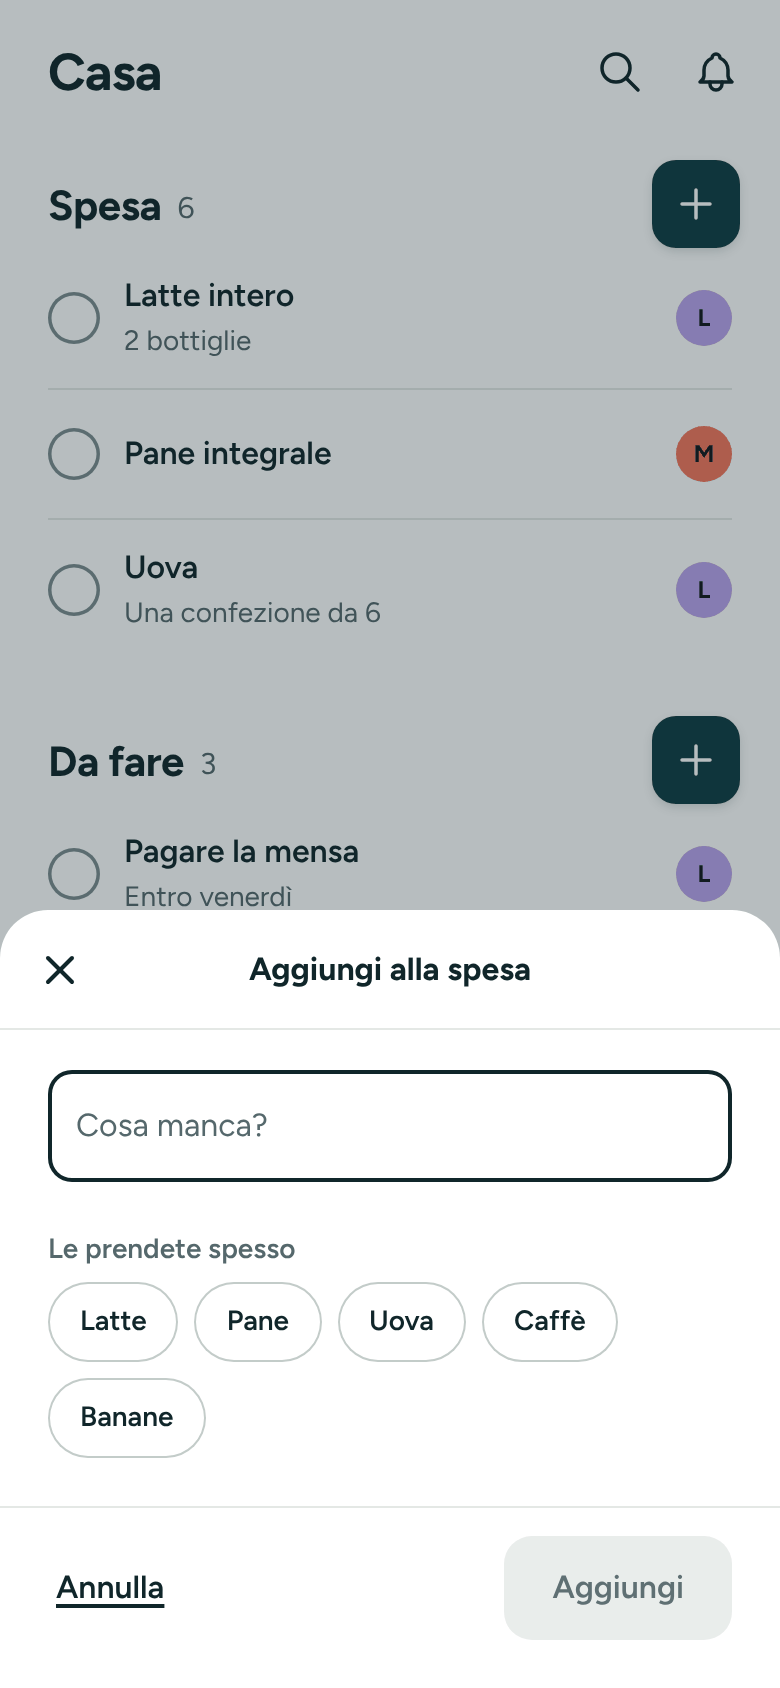 Casa
Spesa 6
Latte intero
2 bottiglie
L
Pane integrale
M
Uova
Una confezione da 6
L
Da fare 3
Pagare la mensa
Entro venerdì
L
Aggiungi alla spesa
Cosa manca?
Le prendete spesso
Latte Pane Uova Caffè
Banane
Annulla Aggiungi